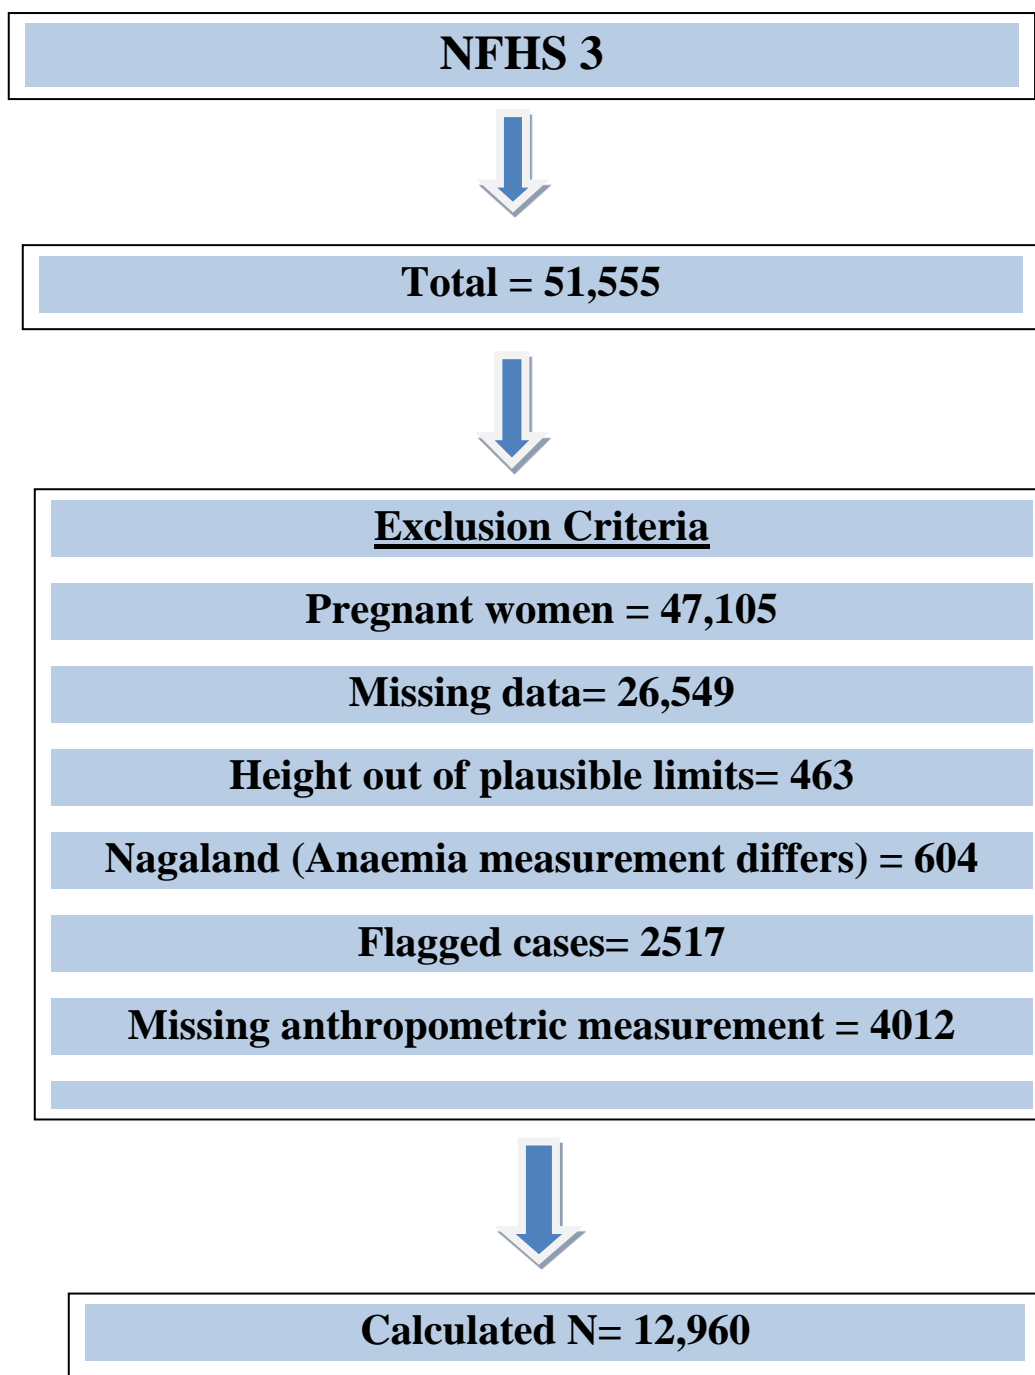 NFHS 3
Total = 51,555
Exclusion Criteria
Pregnant women = 47,105
Missing data= 26,549
Height out of plausible limits= 463
Nagaland (Anaemia measurement differs) = 604
Flagged cases= 2517
Missing anthropometric measurement = 4012
Calculated N= 12,960